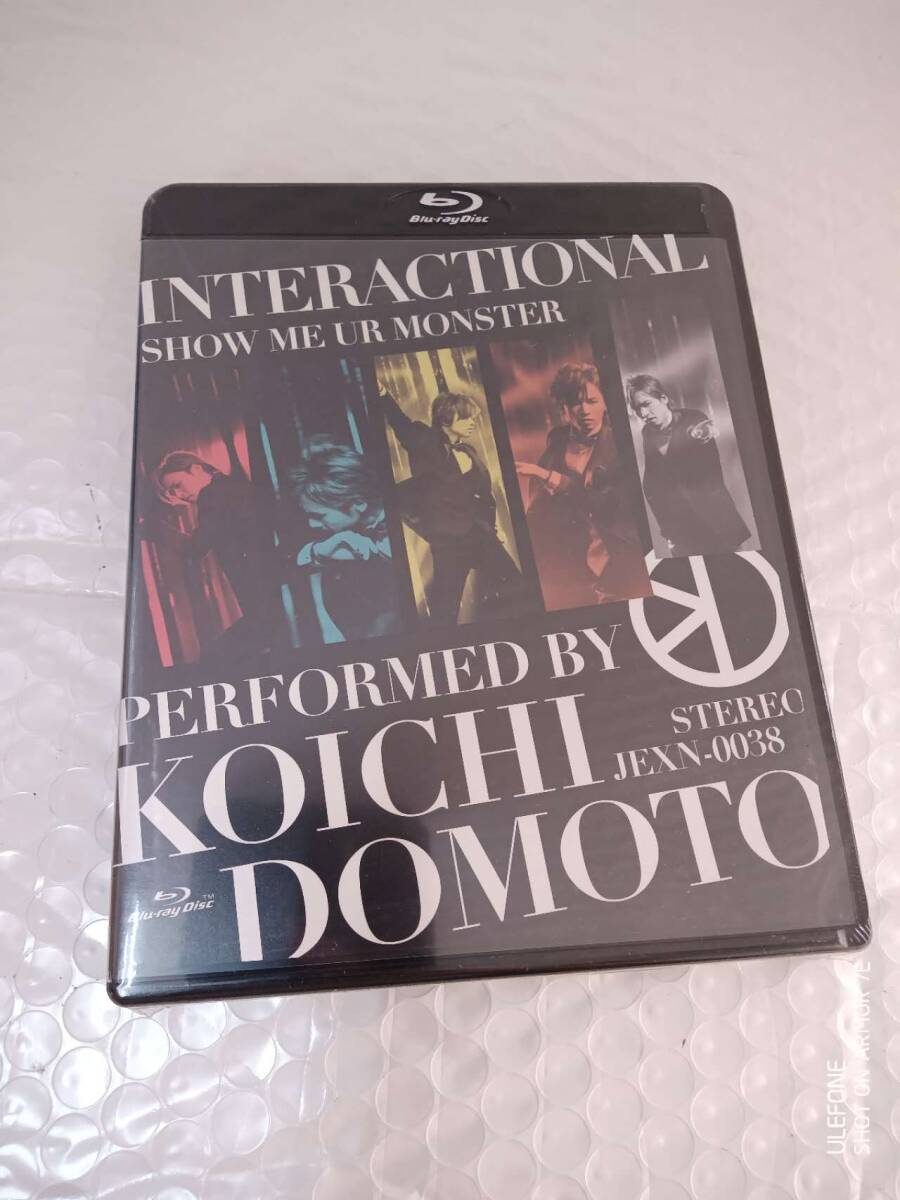 Blu-ray Disc
INTERACTIONAL
SHOW ME UR MONSTER
PERFORMED BY
STEREO
KOICHI
JEXN-0038
DOMOTO
Blu-ray Disc™
ULEFONE
SHOT ON ARMOR 7E